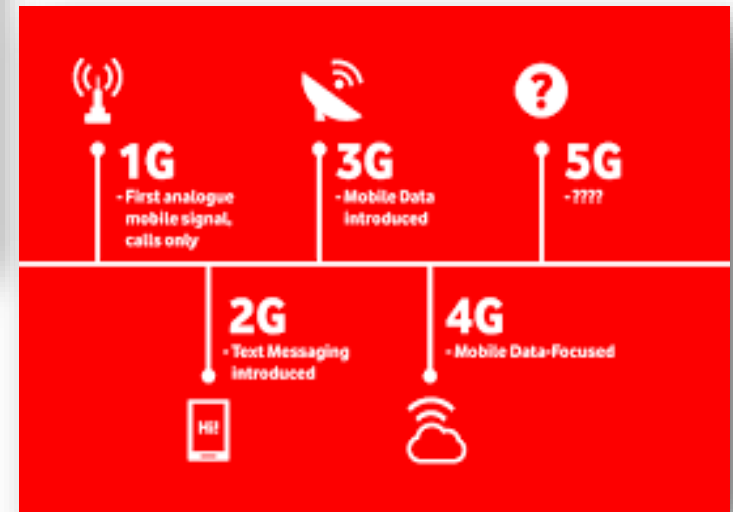 ?
1G
- First analogue
mobile signal,
calls only
3G
- Mobile Data
introduced
5G
- ????
2G
- Text Messaging
introduced
Hi!
4G
- Mobile Data-Focused